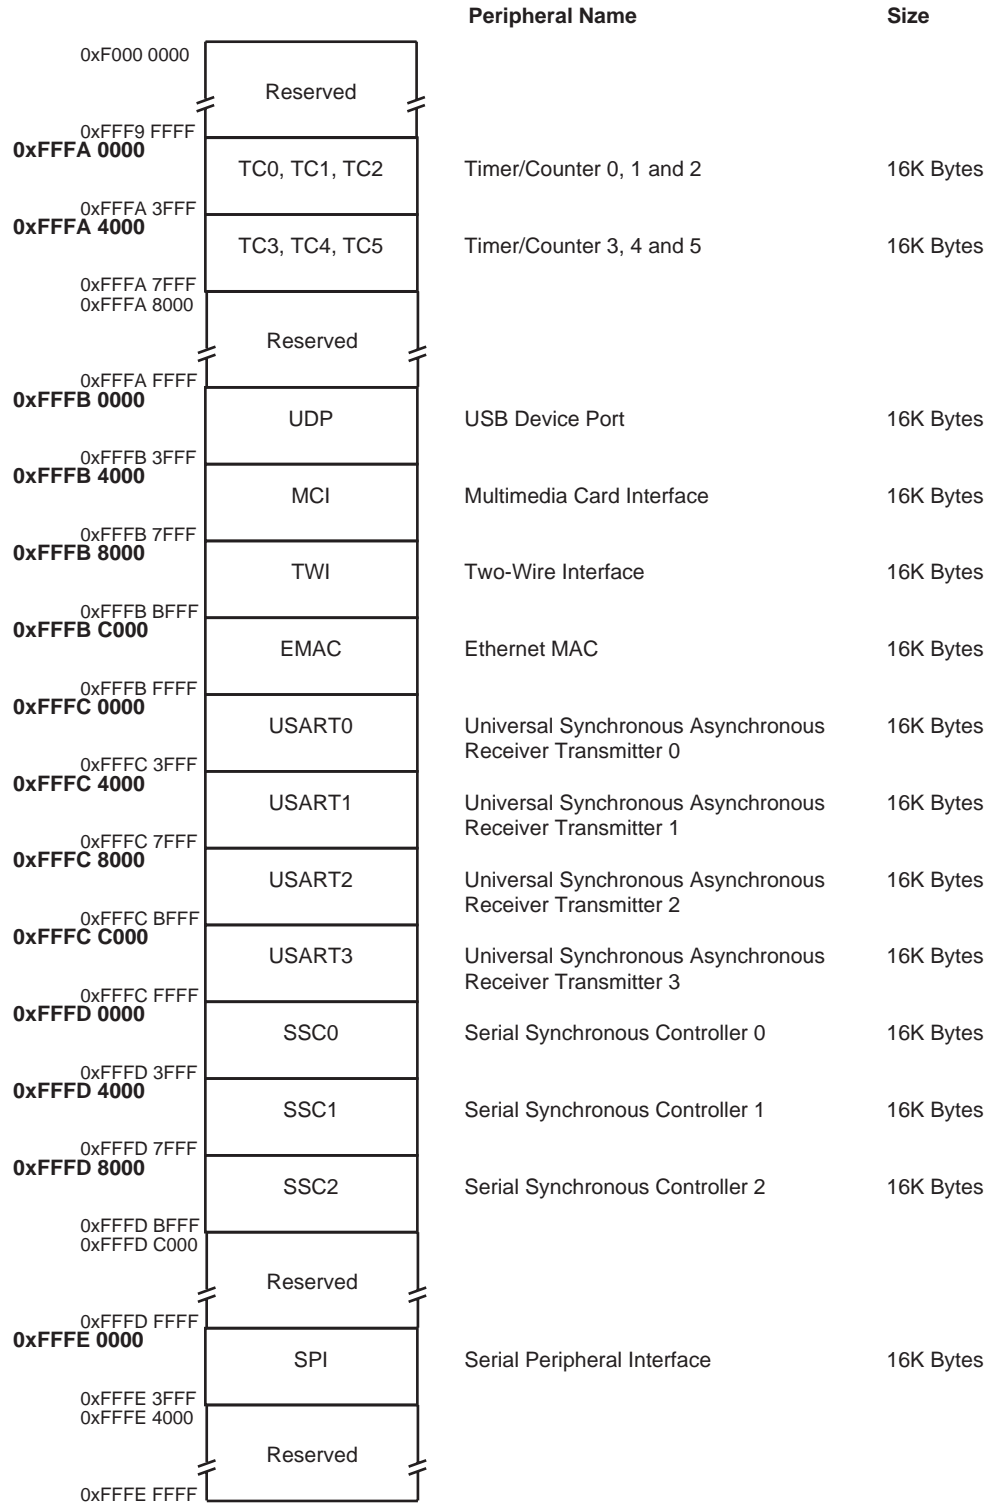 Peripheral Name Size
0xF000 0000
Reserved
0xFFF9 FFFF
0xFFFA 0000
TC0, TC1, TC2 Timer/Counter 0, 1 and 2 16K Bytes
0xFFFA 3FFF
0xFFFA 4000
TC3, TC4, TC5 Timer/Counter 3, 4 and 5 16K Bytes
0xFFFA 7FFF
0xFFFA 8000
Reserved
0xFFFA FFFF
0xFFFB 0000
UDP USB Device Port 16K Bytes
0xFFFB 3FFF
0xFFFB 4000
MCI Multimedia Card Interface 16K Bytes
0xFFFB 7FFF
0xFFFB 8000
TWI Two-Wire Interface 16K Bytes
0xFFFB BFFF
0xFFFB C000
EMAC Ethernet MAC 16K Bytes
0xFFFB FFFF
0xFFFC 0000
USART0 Universal Synchronous Asynchronous 16K Bytes
Receiver Transmitter 0
0xFFFC 3FFF
0xFFFC 4000
USART1 Universal Synchronous Asynchronous 16K Bytes
Receiver Transmitter 1
0xFFFC 7FFF
0xFFFC 8000
USART2 Universal Synchronous Asynchronous 16K Bytes
Receiver Transmitter 2
0xFFFC BFFF
0xFFFC C000
USART3 Universal Synchronous Asynchronous 16K Bytes
Receiver Transmitter 3
0xFFFC FFFF
0xFFFD 0000
SSC0 Serial Synchronous Controller 0 16K Bytes
0xFFFD 3FFF
0xFFFD 4000
SSC1 Serial Synchronous Controller 1 16K Bytes
0xFFFD 7FFF
0xFFFD 8000
SSC2 Serial Synchronous Controller 2 16K Bytes
0xFFFD BFFF
0xFFFD C000
Reserved
0xFFFD FFFF
0xFFFE 0000
SPI Serial Peripheral Interface 16K Bytes
0xFFFE 3FFF
0xFFFE 4000
Reserved
0xFFFE FFFF